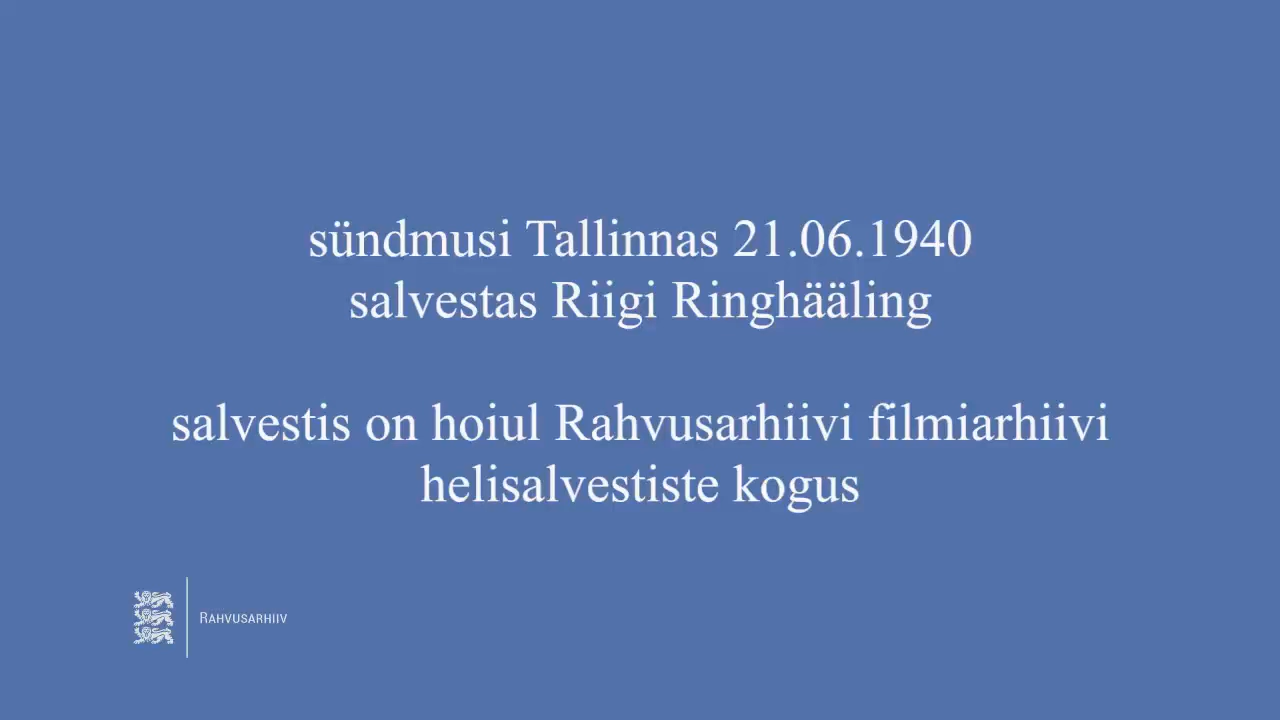 sündmusi Tallinnas 21.06.1940
salvestas Riigi Ringhääling
salvestis on hoiul Rahvusarhiivi filmiarhiivi
helisalvestiste kogus
RAHVUSARHIIV